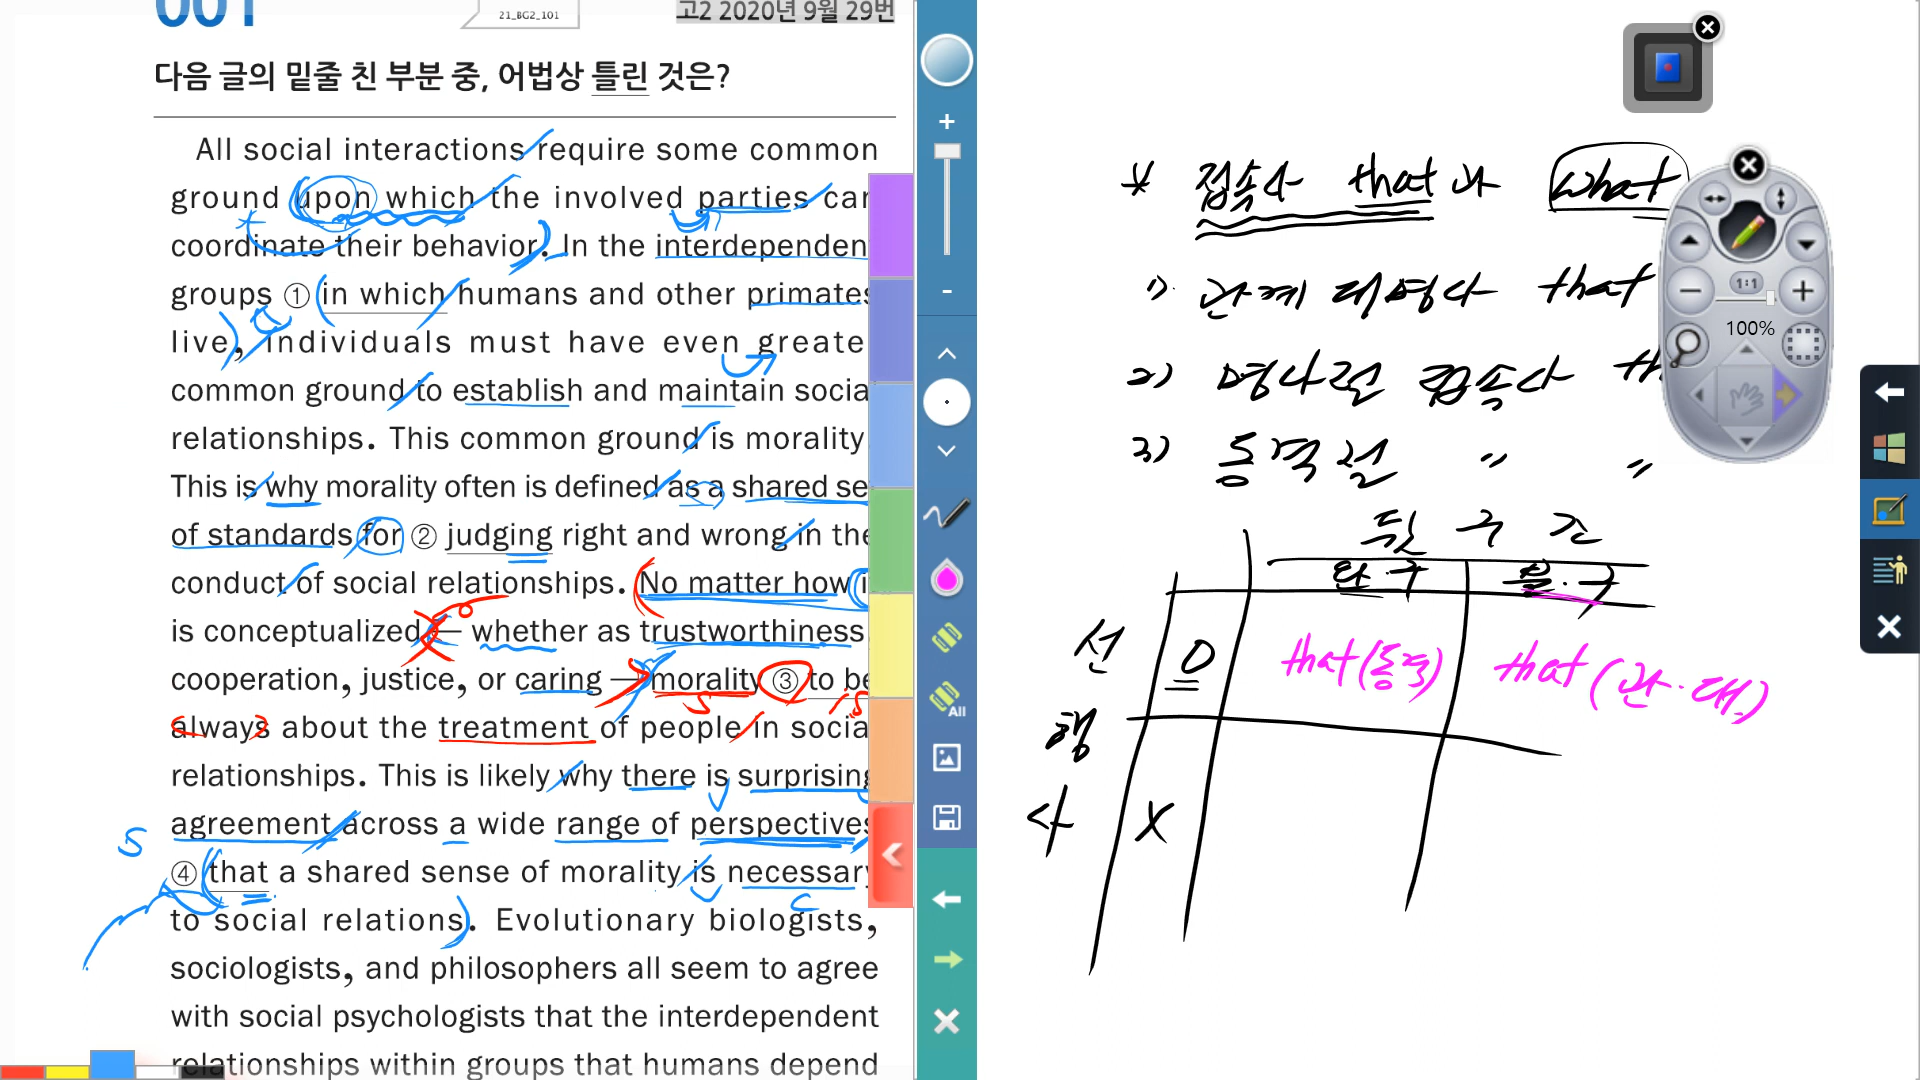 001
21_BG2_101
고2 2020년 9월 29번
다음 글의 밑줄 친 부분 중, 어법상 틀린 것은?
All social interactions require some common
ground upon which the involved parties can
coordinate their behavior. In the interdependen
groups ① in which humans and other primates
live, individuals must have even greate
common ground to establish and maintain socia
relationships. This common ground is morality
This is why morality often is defined as a shared se
of standards for ② judging right and wrong in the
conduct of social relationships. No matter how i
is conceptualized — whether as trustworthiness,
cooperation, justice, or caring — morality ③ to be
always about the treatment of people in socia
relationships. This is likely why there is surprising
agreement across a wide range of perspectives
④ that a shared sense of morality is necessary
to social relations. Evolutionary biologists,
sociologists, and philosophers all seem to agree
with social psychologists that the interdependent
relationships within groups that humans depend
S
S
V
V
C
All
* 접속사 that과 what
1) 관계대명사 that
2) 명사절 접속사 th
3) 동격절 " "
뒷 구 조
완.구 불.구
선 O that(동격) that(관.대)
행
사 X
1:1
100%